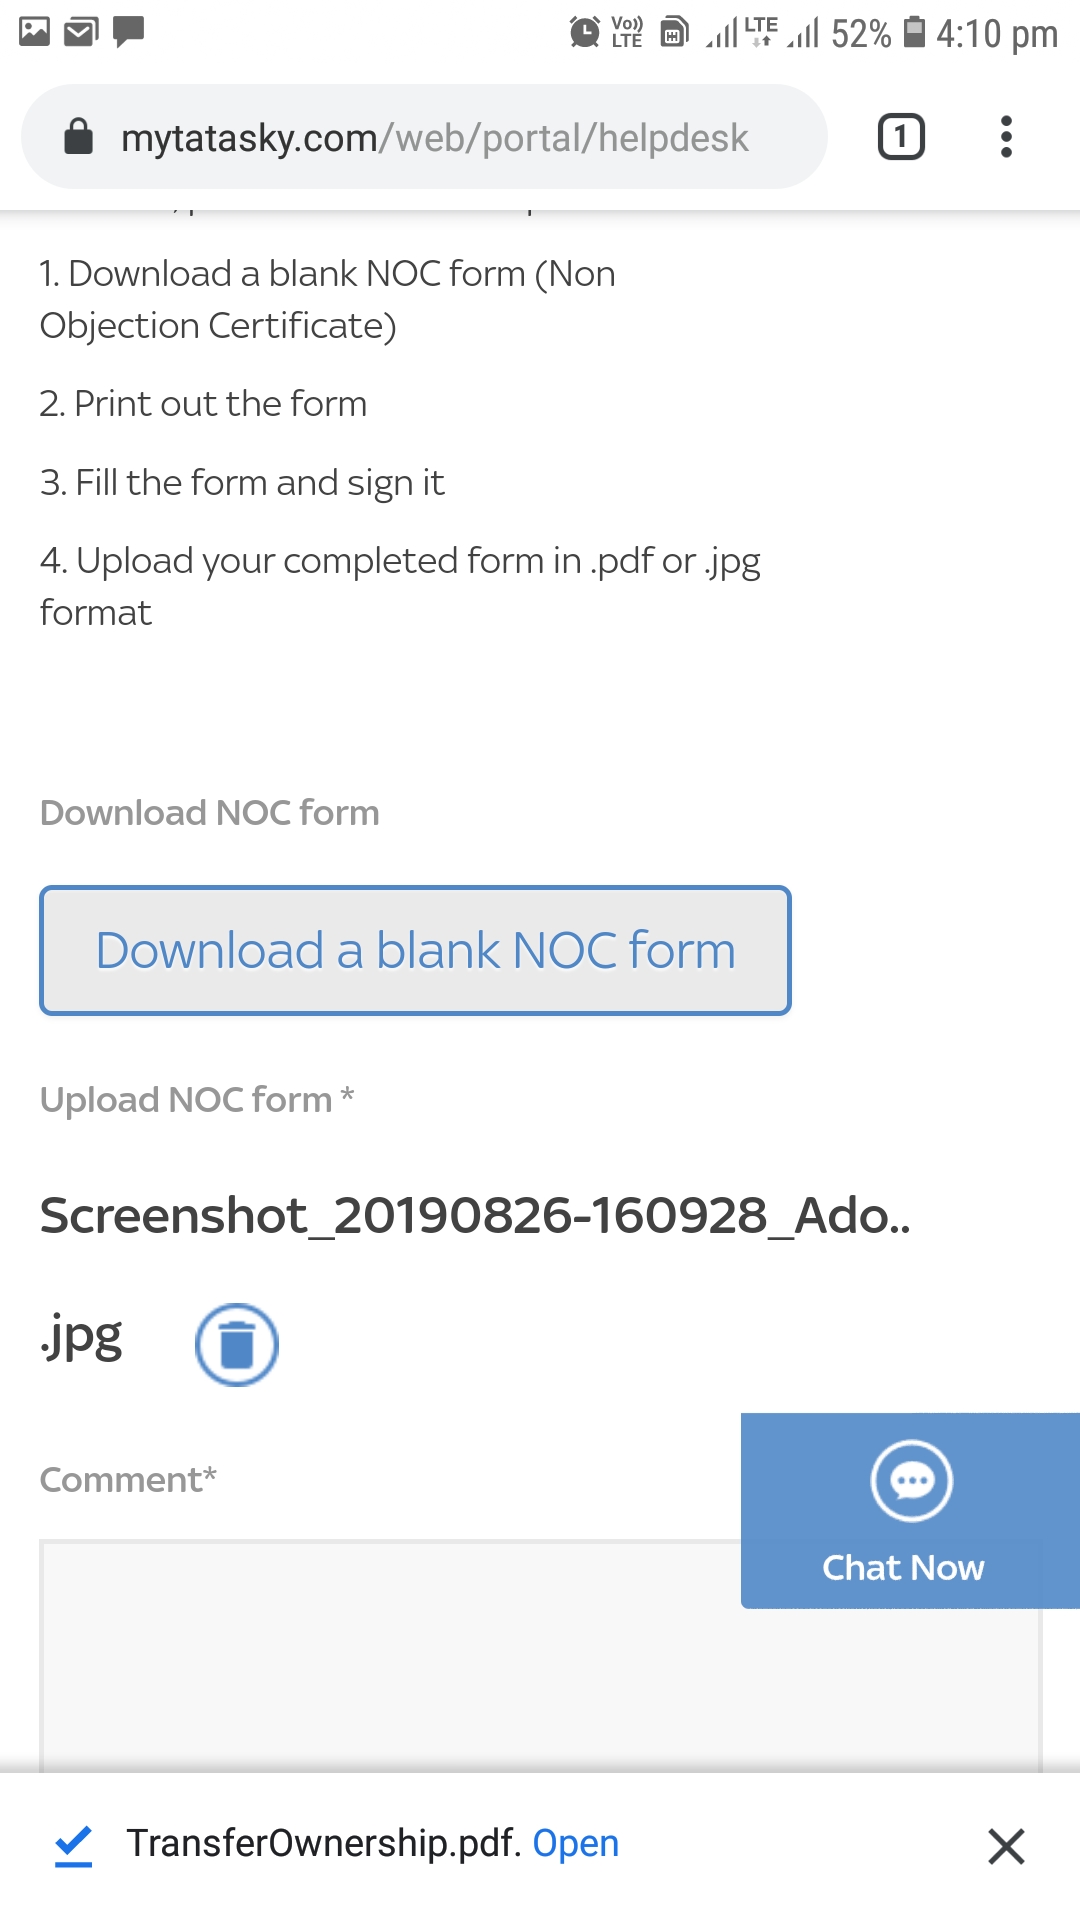 Vo)) LTE LTE 52% 4:10 pm
mytatasky.com/web/portal/helpdesk 1
1. Download a blank NOC form (Non
Objection Certificate)
2. Print out the form
3. Fill the form and sign it
4. Upload your completed form in .pdf or .jpg
format
Download NOC form
Download a blank NOC form
Upload NOC form *
Screenshot_20190826-160928_Ado..
.jpg
Comment*
Chat Now
TransferOwnership.pdf. Open